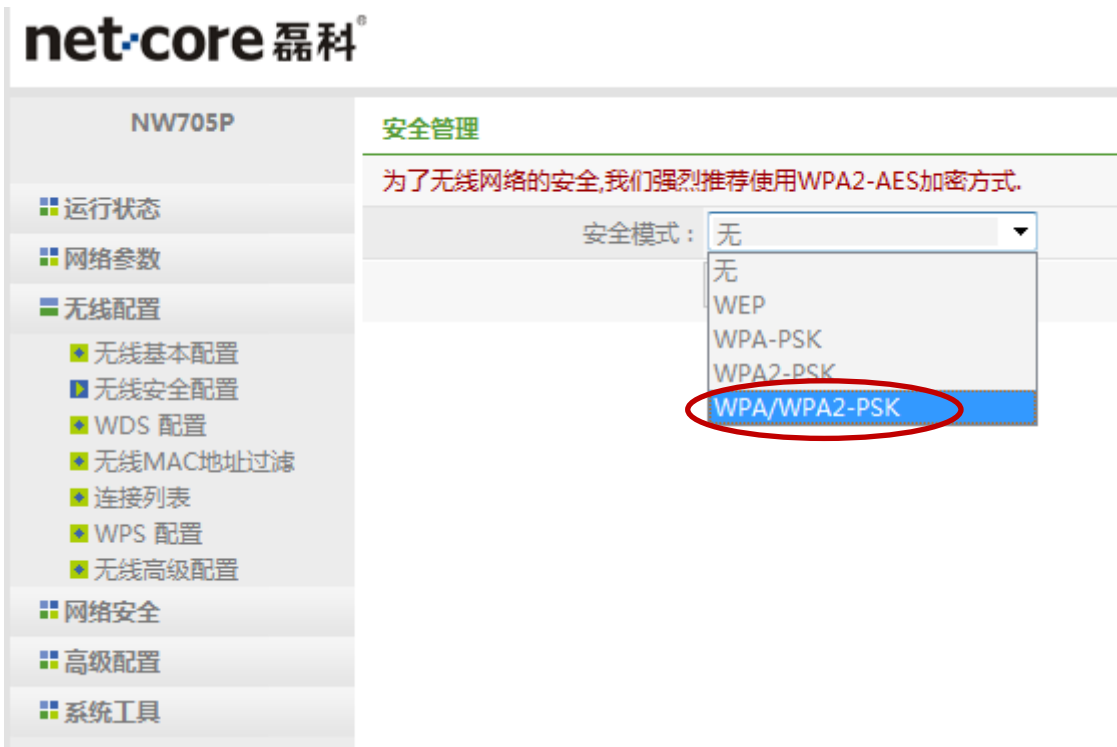 net·core 磊科®
NW705P
运行状态
网络参数
无线配置
无线基本配置
无线安全配置
WDS 配置
无线MAC地址过滤
连接列表
WPS 配置
无线高级配置
网络安全
高级配置
系统工具
安全管理
为了无线网络的安全,我们强烈推荐使用WPA2-AES加密方式.
安全模式: 无
无
WEP
WPA-PSK
WPA2-PSK
WPA/WPA2-PSK